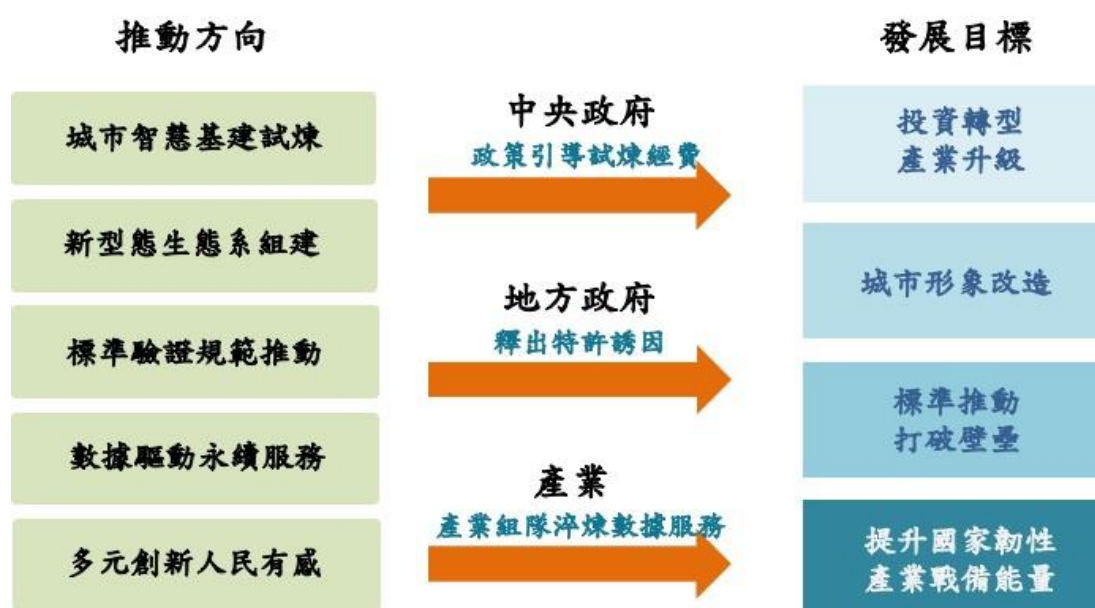 推動方向
城市智慧基建試煉
新型態生態系組建
標準驗證規範推動
數據驅動永續服務
多元創新人民有感
中央政府
政策引導試煉經費
地方政府
釋出特許誘因
產業
產業組隊淬煉數據服務
發展目標
投資轉型
產業升級
城市形象改造
標準推動
打破壁壘
提升國家韌性
產業戰備能量